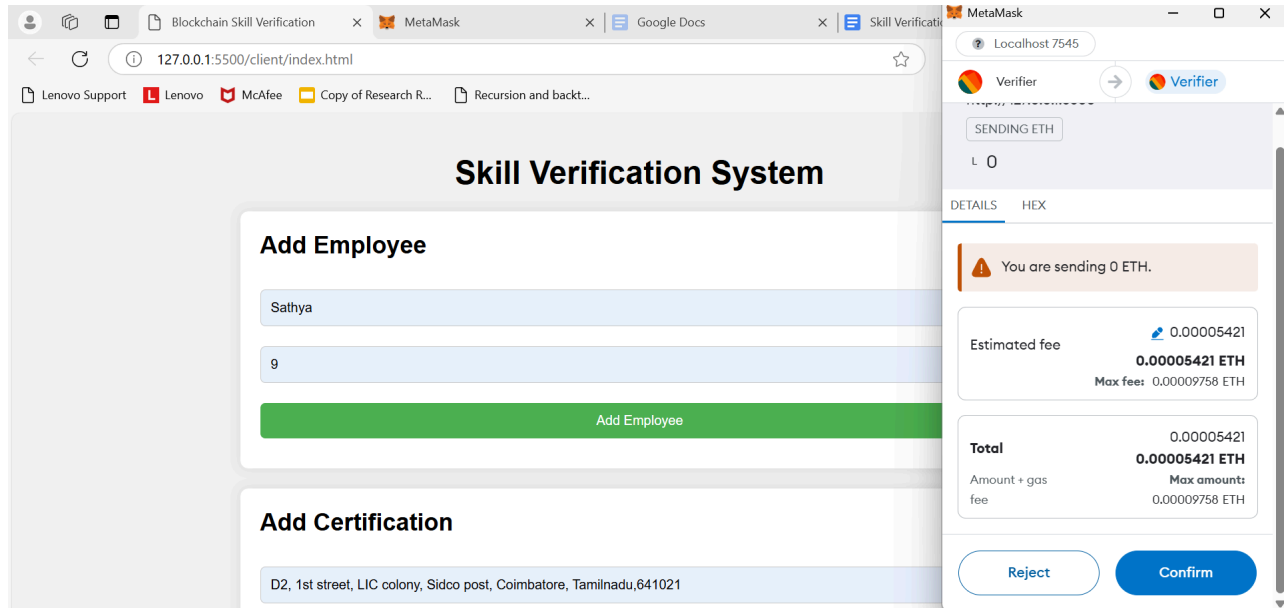 Blockchain Skill Verification
MetaMask
Google Docs
Skill Verificati
127.0.0.1:5500/client/index.html
Lenovo Support
L Lenovo
McAfee
Copy of Research R...
Recursion and backt...
Skill Verification System
Add Employee
Sathya
9
Add Employee
Add Certification
D2, 1st street, LIC colony, Sidco post, Coimbatore, Tamilnadu,641021
MetaMask
? Localhost 7545
Verifier
Verifier
SENDING ETH
L 0
DETAILS HEX
You are sending 0 ETH.
Estimated fee
0.00005421
0.00005421 ETH
Max fee: 0.00009758 ETH
Total
0.00005421
0.00005421 ETH
Amount + gas
fee
Max amount:
0.00009758 ETH
Reject
Confirm